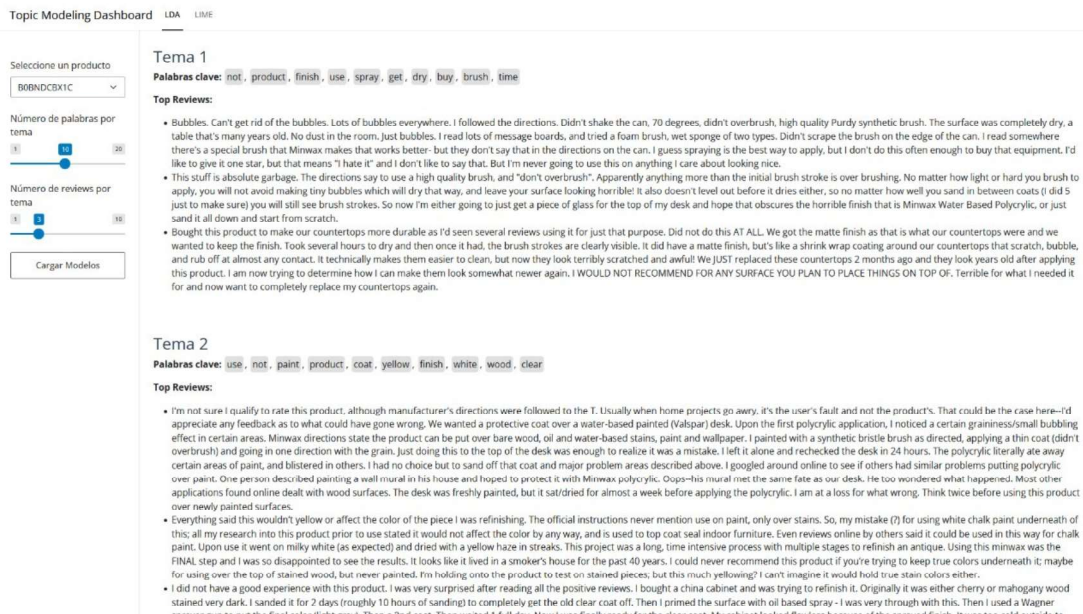 Topic Modeling Dashboard LDA LIME
Seleccione un producto
B0BNDCBX1C
Número de palabras por
tema
1 10 20
Número de reviews por
tema
1 3 10
Cargar Modelos
Tema 1
Palabras clave: not, product, finish, use, spray, get, dry, buy, brush, time
Top Reviews:
• Bubbles. Can't get rid of the bubbles. Lots of bubbles everywhere. I followed the directions. Didn't shake the can, 70 degrees, didn't overbrush, high quality Purdy synthetic brush. The surface was completely dry, a
table that's many years old. No dust in the room. Just bubbles. I read lots of message boards, and tried a foam brush, wet sponge of two types. Didn't scrape the brush on the edge of the can. I read somewhere
there's a special brush that Minwax makes that works better- but they don't say that in the directions on the can. I guess spraying is the best way to apply, but I don't do this often enough to buy that equipment. I'd
like to give it one star, but that means "I hate it" and I don't like to say that. But I'm never going to use this on anything I care about looking nice.
• This stuff is absolute garbage. The directions say to use a high quality brush, and "don't overbrush". Apparently anything more than the initial brush stroke is over brushing. No matter how light or hard you brush to
apply, you will not avoid making tiny bubbles which will dry that way, and leave your surface looking horrible! It also doesn't level out before it dries either, so no matter how well you sand in between coats (I did 5
just to make sure) you will still see brush strokes. So now I'm either going to just get a piece of glass for the top of my desk and hope that obscures the horrible finish that is Minwax Water Based Polycrylic, or just
sand it all down and start from scratch.
• Bought this product to make our countertops more durable as I'd seen several reviews using it for just that purpose. Did not do this AT ALL. We got the matte finish as that is what our countertops were and we
wanted to keep the finish. Took several hours to dry and then once it had, the brush strokes are clearly visible. It did have a matte finish, but's like a shrink wrap coating around our countertops that scratch, bubble,
and rub off at almost any contact. It technically makes them easier to clean, but now they look terribly scratched and awful! We JUST replaced these countertops 2 months ago and they look years old after applying
this product. I am now trying to determine how I can make them look somewhat newer again. I WOULD NOT RECOMMEND FOR ANY SURFACE YOU PLAN TO PLACE THINGS ON TOP OF. Terrible for what I needed it
for and now want to completely replace my countertops again.
Tema 2
Palabras clave: use, not, paint, product, coat, yellow, finish, white, wood, clear
Top Reviews:
• I'm not sure I qualify to rate this product, although manufacturer's directions were followed to the T. Usually when home projects go awry, it's the user's fault and not the product's. That could be the case here--I'd
appreciate any feedback as to what could have gone wrong. We wanted a protective coat over a water-based painted (Valspar) desk. Upon the first polycrylic application, I noticed a certain graininess/small bubbling
effect in certain areas. Minwax directions state the product can be put over bare wood, oil and water-based stains, paint and wallpaper. I painted with a synthetic bristle brush as directed, applying a thin coat (didn't
overbrush) and going in one direction with the grain. Just doing this to the top of the desk was enough to realize it was a mistake. I left it alone and rechecked the desk in 24 hours. The polycrylic literally ate away
certain areas of paint, and blistered in others. I had no choice but to sand off that coat and major problem areas described above. I googled around online to see if others had similar problems putting polycrylic
over paint. One person described painting a wall mural in his house and hoped to protect it with Minwax polycrylic. Oops--his mural met the same fate as our desk. He too wondered what happened. Most other
applications found online dealt with wood surfaces. The desk was freshly painted, but it sat/dried for almost a week before applying the polycrylic. I am at a loss for what wrong. Think twice before using this product
over newly painted surfaces.
• Everything said this wouldn't yellow or affect the color of the piece I was refinishing. The official instructions never mention use on paint, only over stains. So, my mistake (?) for using white chalk paint underneath of
this; all my research into this product prior to use stated it would not affect the color by any way, and is used to top coat seal indoor furniture. Even reviews online by others said it could be used in this way for chalk
paint. Upon use it went on milky white (as expected) and dried with a yellow haze in streaks. This project was a long, time intensive process with multiple stages to refinish an antique. Using this minwax was the
FINAL step and I was so disappointed to see the results. It looks like it lived in a smoker's house for the past 40 years. I could never recommend this product if you're trying to keep true colors underneath it; maybe
for using over the top of stained wood, but never painted. I'm holding onto the product to test on stained pieces, but this much yellowing? I can't imagine it would hold true stain colors either.
• I did not have a good experience with this product. I was very surprised after reading all the positive reviews. I bought a china cabinet and was trying to refinish it. Originally it was either cherry or mahogany wood
stained very dark. I sanded it for 2 days (roughly 10 hours of sanding) to completely get the old clear coat off. Then I primed the surface with oil based spray - I was very through with this. Then I used a Wagner